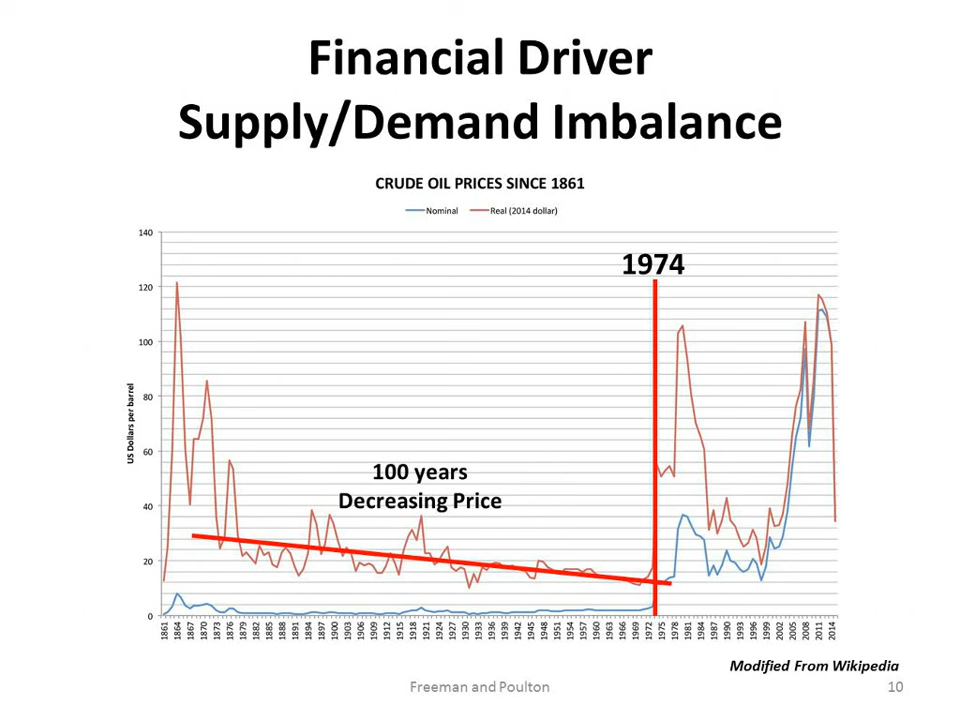 Financial Driver
Supply/Demand Imbalance
CRUDE OIL PRICES SINCE 1861
Nominal Real (2014 dollar)
1974
140
120
100
80
60
40
20
0
US Dollars per barrel
100 years
Decreasing Price
1861 1864 1867 1870 1873 1876 1879 1882 1885 1888 1891 1894 1897 1900 1903 1906 1909 1912 1915 1918 1921 1924 1927 1930 1933 1936 1939 1942 1945 1948 1951 1954 1957 1960 1963 1966 1969 1972 1975 1978 1981 1984 1987 1990 1993 1996 1999 2002 2005 2008 2011 2014
Modified From Wikipedia
Freeman and Poulton
10